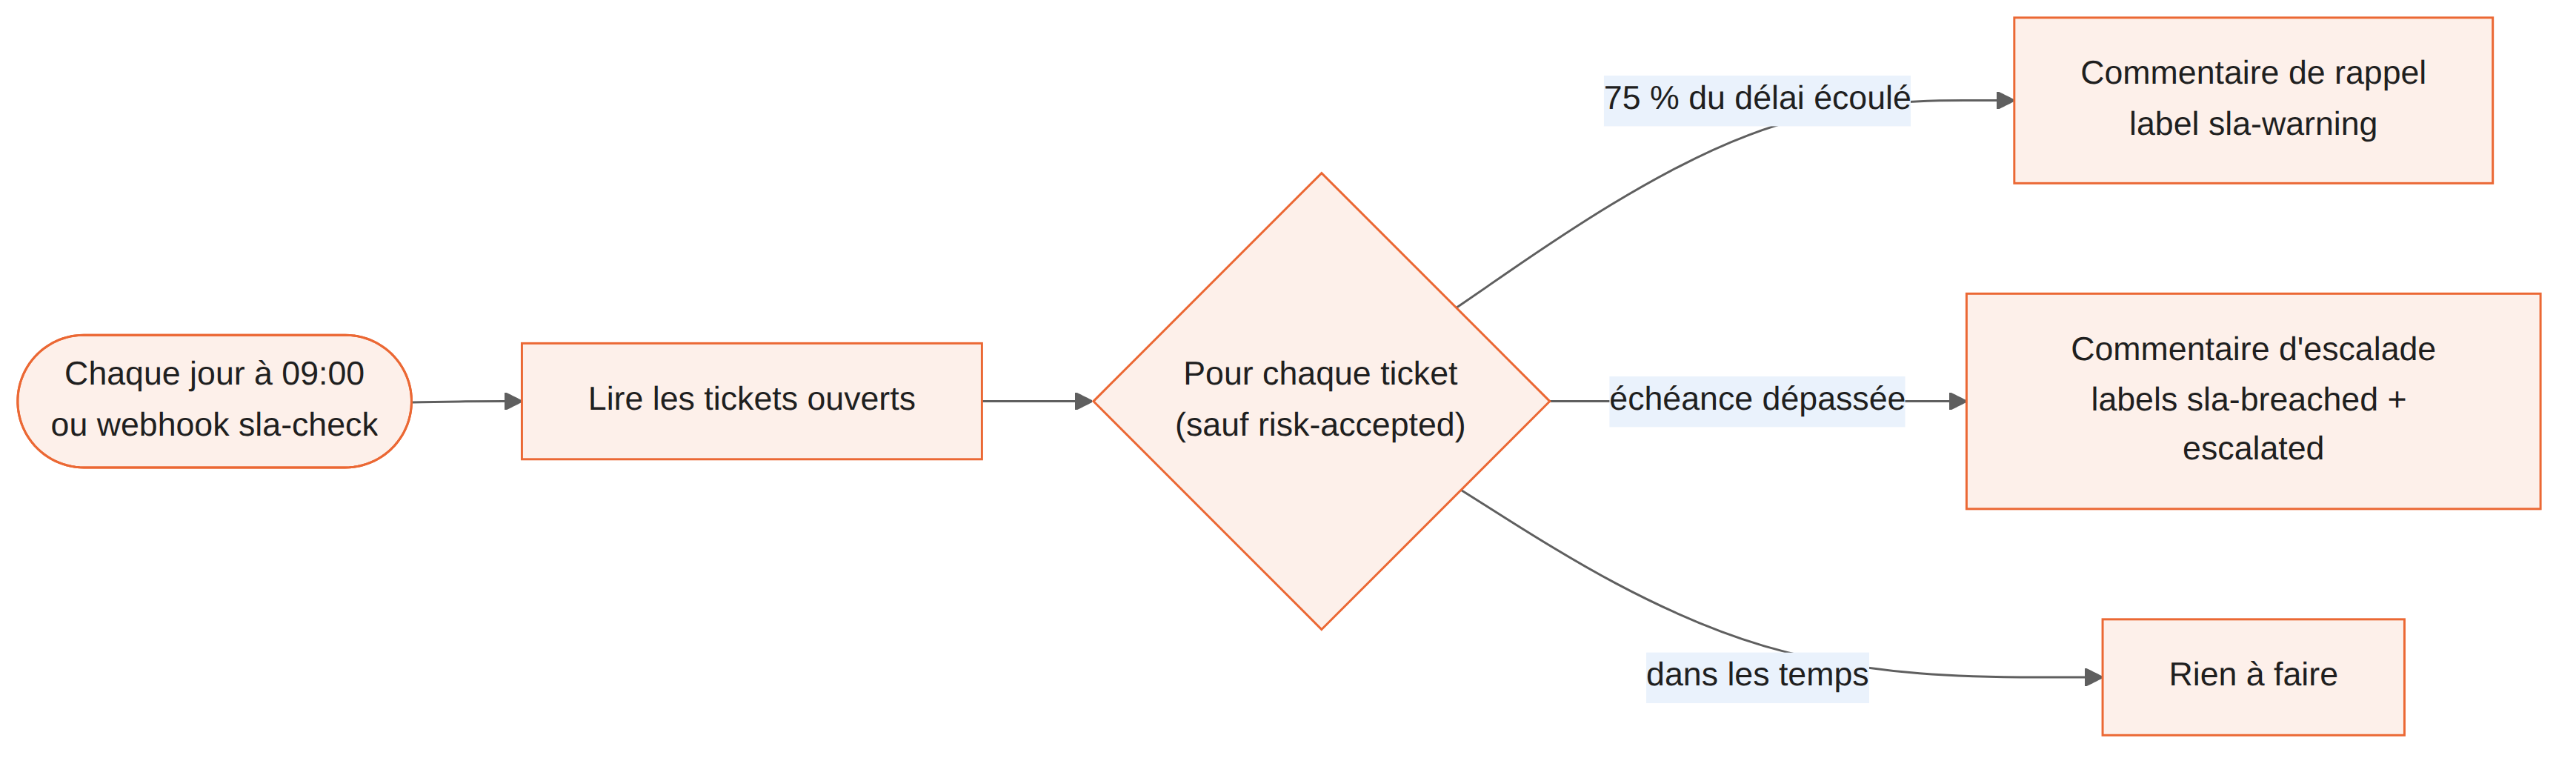 Chaque jour à 09:00
ou webhook sla-check
Lire les tickets ouverts
Pour chaque ticket
(sauf risk-accepted)
75 % du délai écoulé
Commentaire de rappel
label sla-warning
échéance dépassée
Commentaire d'escalade
labels sla-breached +
escalated
dans les temps
Rien à faire